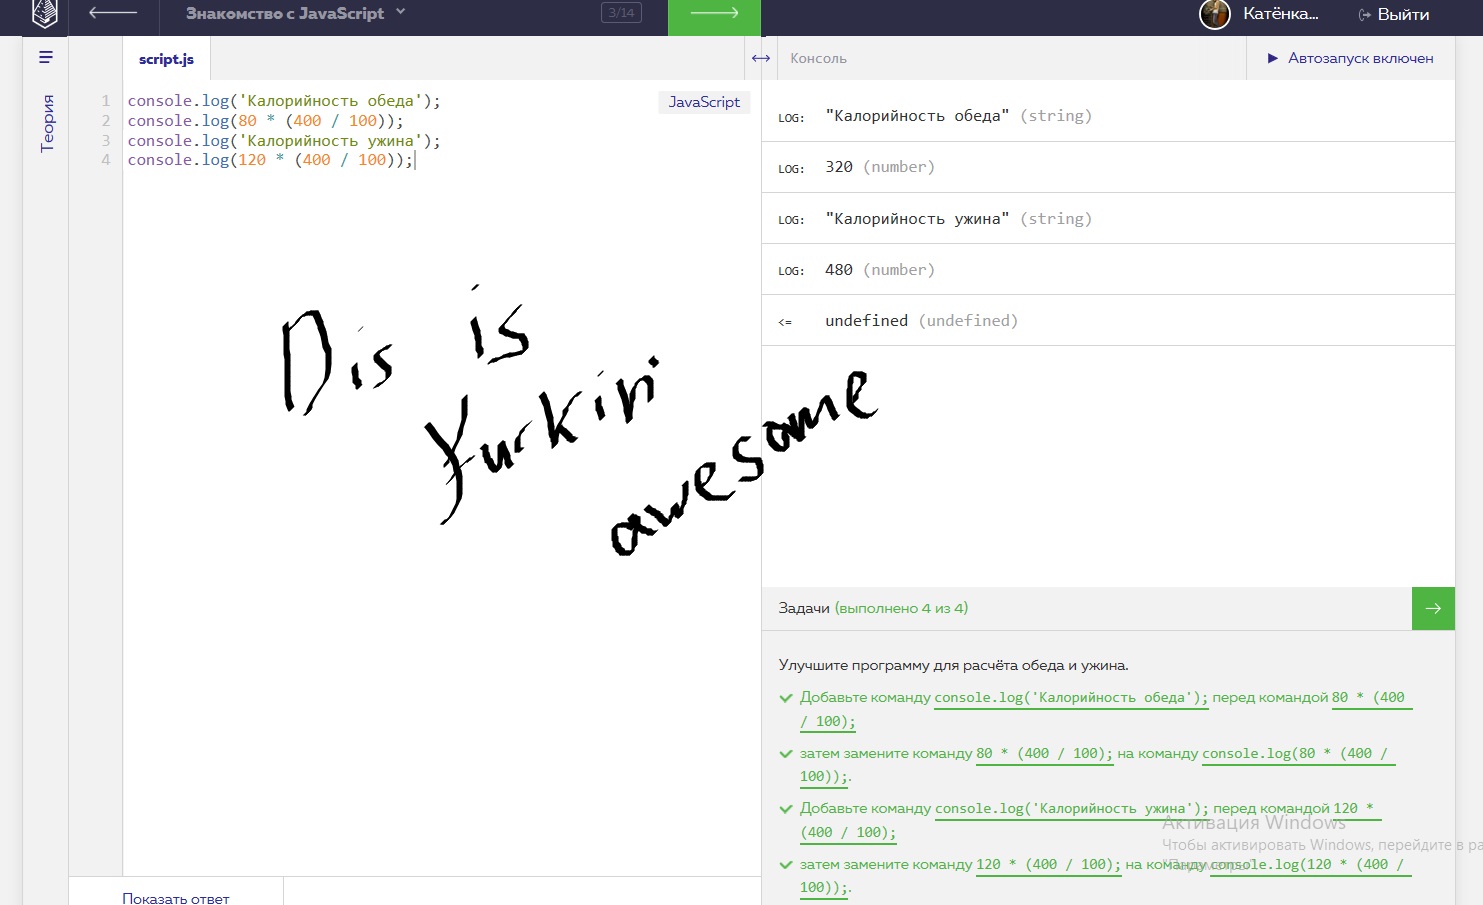 Знакомство с JavaScript
3/14
Катёнка...
Выйти
Теория
script.js
Консоль
Автозапуск включен
JavaScript
1 console.log('Калорийность обеда');
2 console.log(80 * (400 / 100));
3 console.log('Калорийность ужина');
4 console.log(120 * (400 / 100));
LOG: "Калорийность обеда" (string)
LOG: 320 (number)
LOG: "Калорийность ужина" (string)
LOG: 480 (number)
<= undefined (undefined)
Dis is
Yurkin
awesome
Задачи (выполнено 4 из 4)
Улучшите программу для расчёта обеда и ужина.
Добавьте команду console.log('Калорийность обеда'); перед командой 80 * (400
/ 100);
затем замените команду 80 * (400 / 100); на команду console.log(80 * (400 /
100));.
Добавьте команду console.log('Калорийность ужина'); перед командой 120 *
(400 / 100);
затем замените команду 120 * (400 / 100); на команду console.log(120 * (400 /
100));.
Активация Windows
Чтобы активировать Windows, перейдите в ра
"Параметры".
Показать ответ